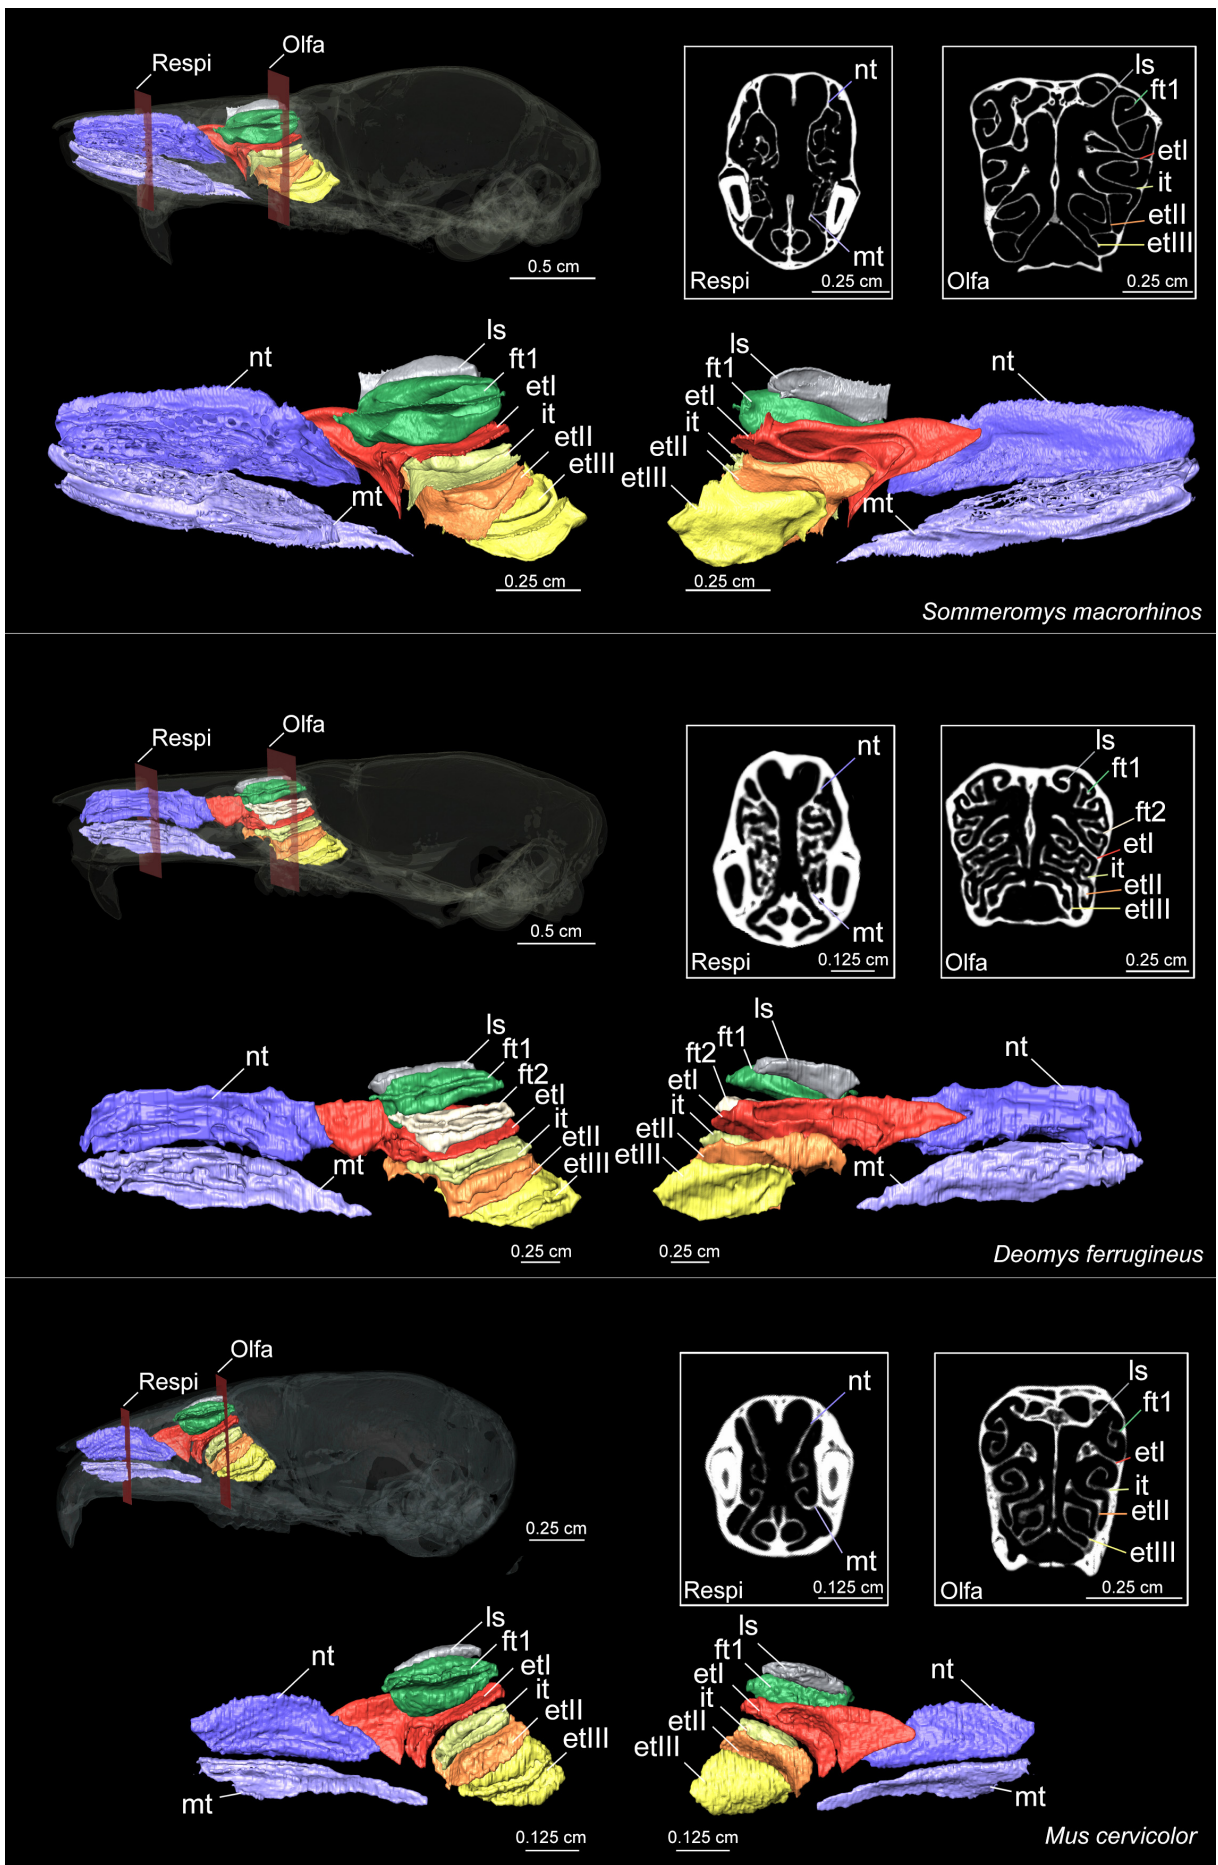 Respi
Olfa
0.5 cm
nt
mt
Respi
0.25 cm
ls
ft1
etI
it
etII
etIII
Olfa
0.25 cm
nt
ls
ft1
etI
it
etII
etIII
mt
0.25 cm
ls
ft1
etI
it
etII
etIII
nt
mt
0.25 cm
Sommeromys macrorhinos
Respi
Olfa
0.5 cm
nt
mt
Respi
0.125 cm
ls
ft1
ft2
etI
it
etII
etIII
Olfa
0.25 cm
nt
ls
ft1
ft2
etI
it
etII
etIII
mt
0.25 cm
ls
ft1
ft2
etI
it
etII
etIII
nt
mt
0.25 cm
Deomys ferrugineus
Respi
Olfa
0.25 cm
nt
mt
Respi
0.125 cm
ls
ft1
etI
it
etII
etIII
Olfa
0.25 cm
nt
ls
ft1
etI
it
etII
etIII
mt
0.125 cm
ls
ft1
etI
it
etII
etIII
nt
mt
0.125 cm
Mus cervicolor